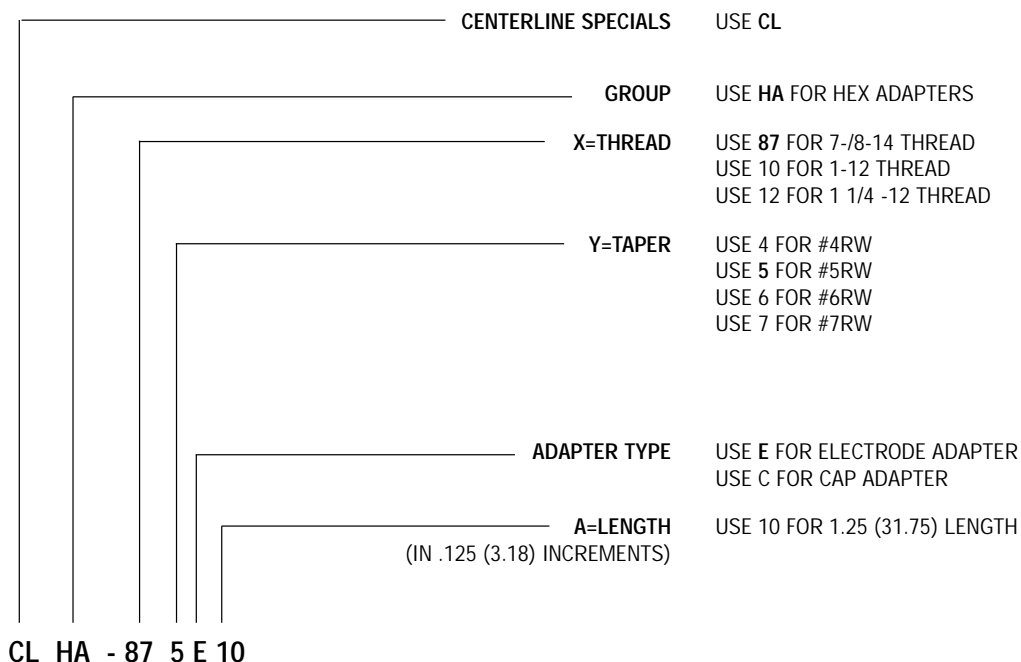 CENTERLINE SPECIALS USE CL
GROUP USE HA FOR HEX ADAPTERS
X=THREAD USE 87 FOR 7-/8-14 THREAD
USE 10 FOR 1-12 THREAD
USE 12 FOR 1 1/4 -12 THREAD
Y=TAPER USE 4 FOR #4RW
USE 5 FOR #5RW
USE 6 FOR #6RW
USE 7 FOR #7RW
ADAPTER TYPE USE E FOR ELECTRODE ADAPTER
USE C FOR CAP ADAPTER
A=LENGTH USE 10 FOR 1.25 (31.75) LENGTH
(IN .125 (3.18) INCREMENTS)
CL HA - 87 5 E 10